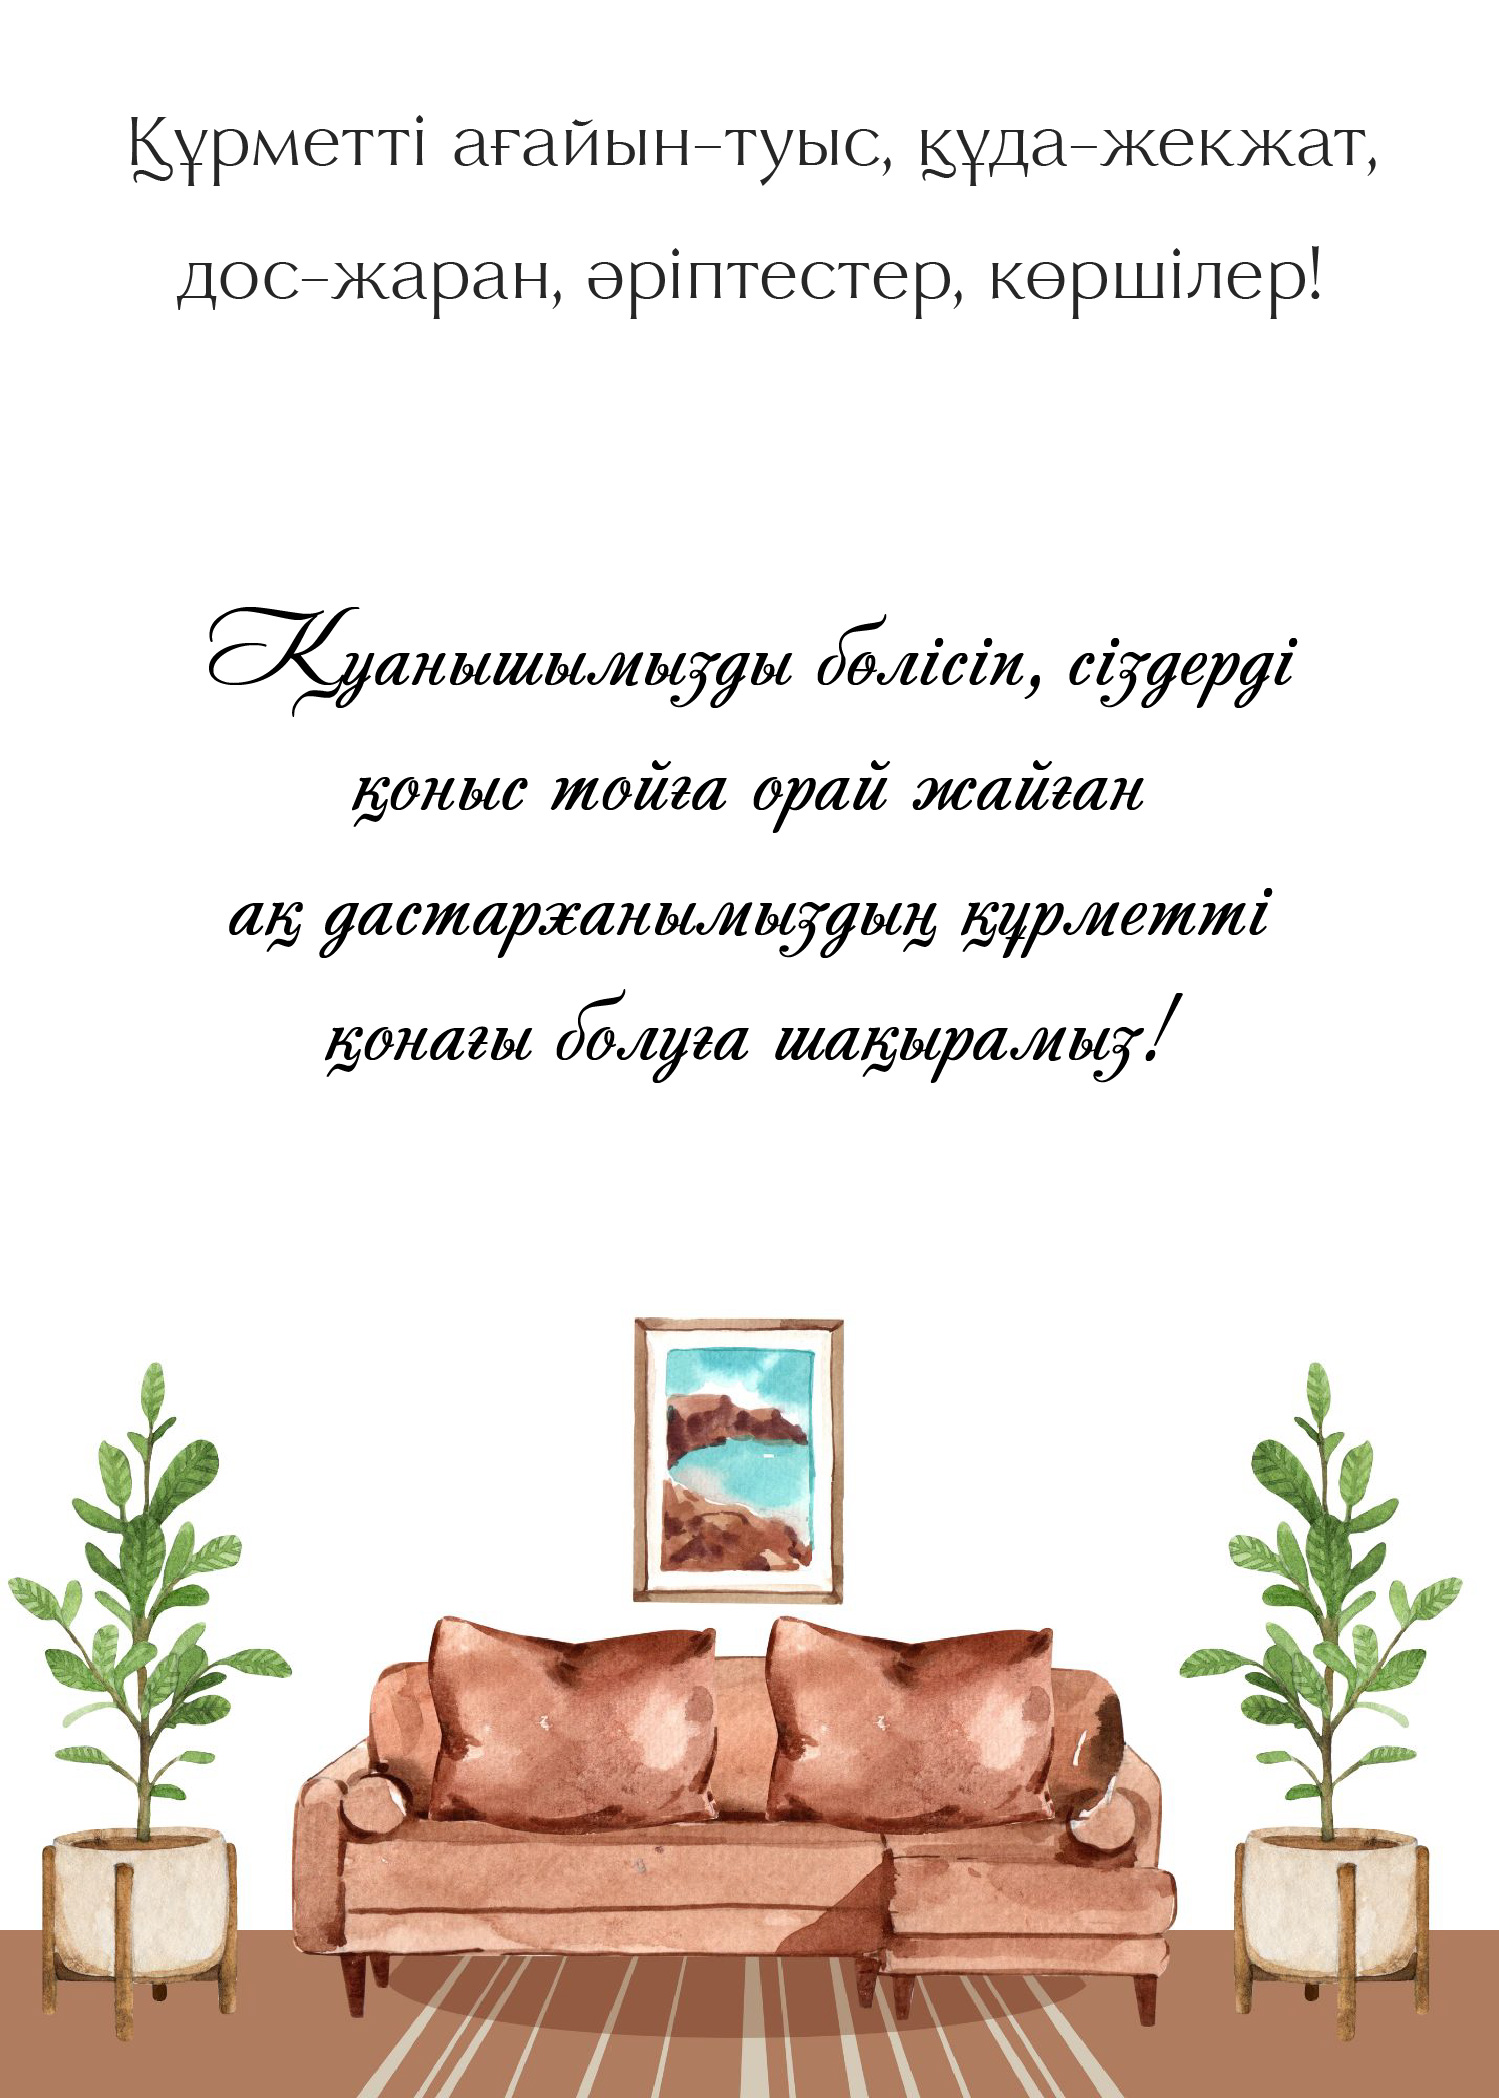 Құрметті ағайын-туыс, құда-жекжат,
дос-жаран, әріптестер, көршілер!
Қуанышымызды бөлісіп, сіздерді
қоныс тойға орай жайған
ақ дастарханымыздың құрметті
қонағы болуға шақырамыз!